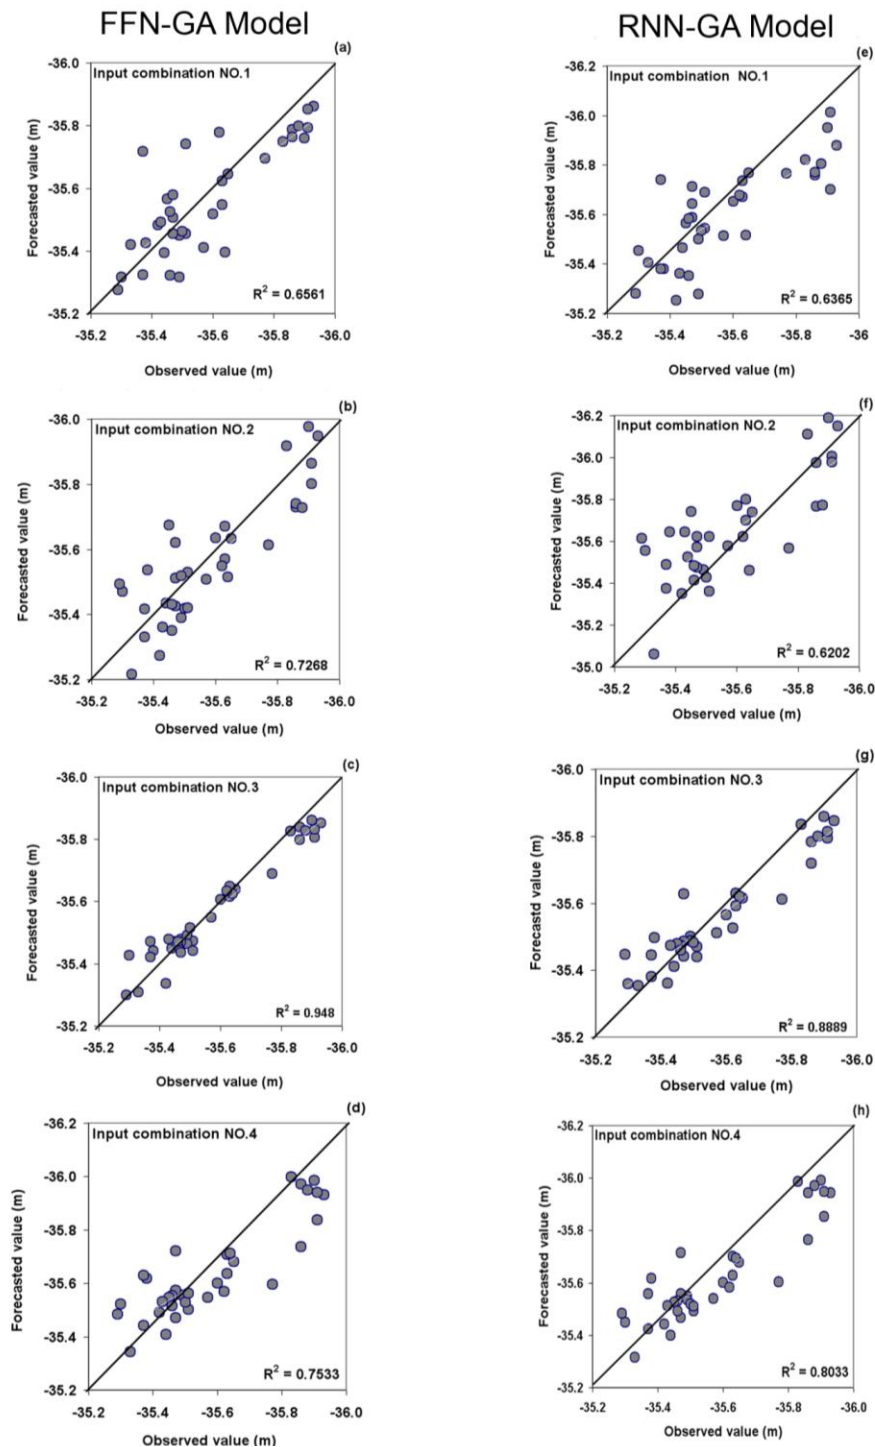 FFN-GA Model
RNN-GA Model
(a)
Input combination NO.1
-36.0
-35.8
-35.6
-35.4
-35.2
Forecasted value (m)
R² = 0.6561
-35.2 -35.4 -35.6 -35.8 -36.0
Observed value (m)
(e)
Input combination NO.1
-36.2
-36.0
-35.8
-35.6
-35.4
-35.2
Forecasted value (m)
R² = 0.6365
-35.2 -35.4 -35.6 -35.8 -36
Observed value (m)
(b)
Input combination NO.2
-36.0
-35.8
-35.6
-35.4
-35.2
Forecasted value (m)
R² = 0.7268
-35.2 -35.4 -35.6 -35.8 -36.0
Observed value (m)
(f)
Input combination NO.2
-36.2
-36.0
-35.8
-35.6
-35.4
-35.2
-35.0
Forecasted value (m)
R² = 0.6202
-35.2 -35.4 -35.6 -35.8 -36.0
Observed value (m)
(c)
Input combination NO.3
-36.0
-35.8
-35.6
-35.4
-35.2
Forecasted value (m)
R² = 0.948
-35.2 -35.4 -35.6 -35.8 -36.0
Observed value (m)
(g)
Input combination NO.3
-36.0
-35.8
-35.6
-35.4
-35.2
Forecastd value (m)
R² = 0.8889
-35.2 -35.4 -35.6 -35.8 -36.0
Observed value (m)
(d)
Input combination NO.4
-36.2
-36.0
-35.8
-35.6
-35.4
-35.2
Forecasted value (m)
R² = 0.7533
-35.2 -35.4 -35.6 -35.8 -36.0
Observed value (m)
(h)
Input combination NO.4
-36.2
-36.0
-35.8
-35.6
-35.4
-35.2
Forecasted value (m)
R² = 0.8033
-35.2 -35.4 -35.6 -35.8 -36.0
Observed value (m)